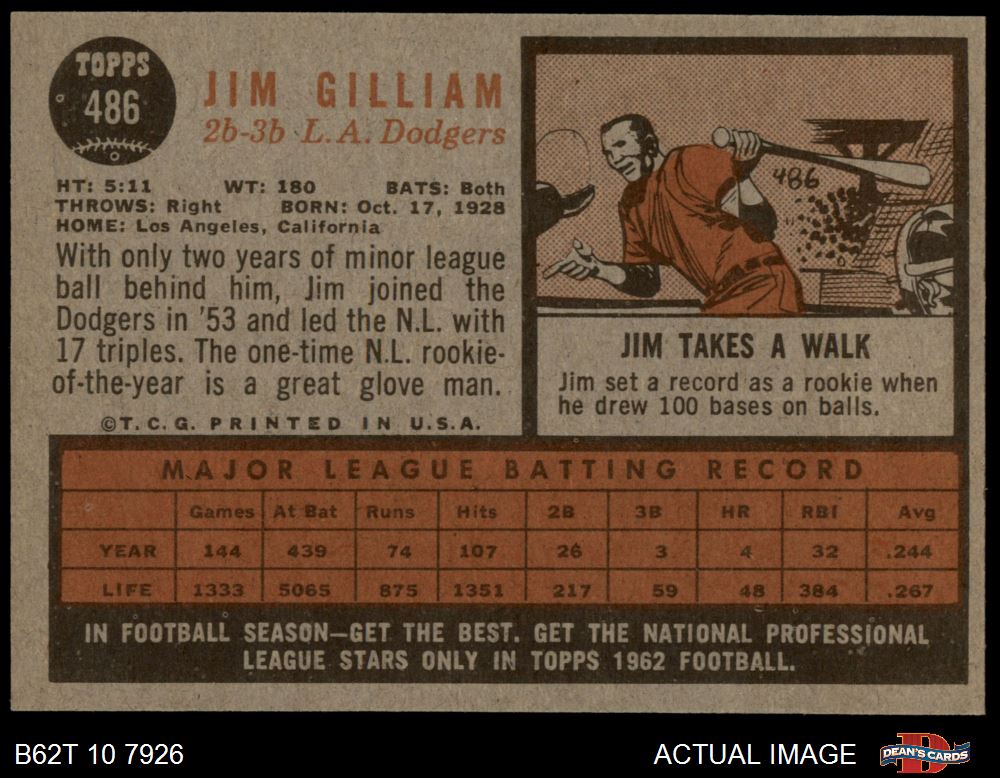 TOPPS
486
JIM GILLIAM
2b-3b L.A. Dodgers
HT: 5:11 WT: 180 BATS: Both
THROWS: Right BORN: Oct. 17, 1928
HOME: Los Angeles, California
With only two years of minor league
ball behind him, Jim joined the
Dodgers in '53 and led the N.L. with
17 triples. The one-time N.L. rookie-
of-the-year is a great glove man.
©T.C.G. PRINTED IN U.S.A.
486
JIM TAKES A WALK
Jim set a record as a rookie when
he drew 100 bases on balls.
MAJOR LEAGUE BATTING RECORD
Games At Bat Runs Hits 2B 3B HR RBI Avg
YEAR 144 439 74 107 26 3 4 32 .244
LIFE 1333 5065 875 1351 217 59 48 384 .267
IN FOOTBALL SEASON—GET THE BEST. GET THE NATIONAL PROFESSIONAL
LEAGUE STARS ONLY IN TOPPS 1962 FOOTBALL.
B62T 10 7926 ACTUAL IMAGE
D
DEAN'S CARDS